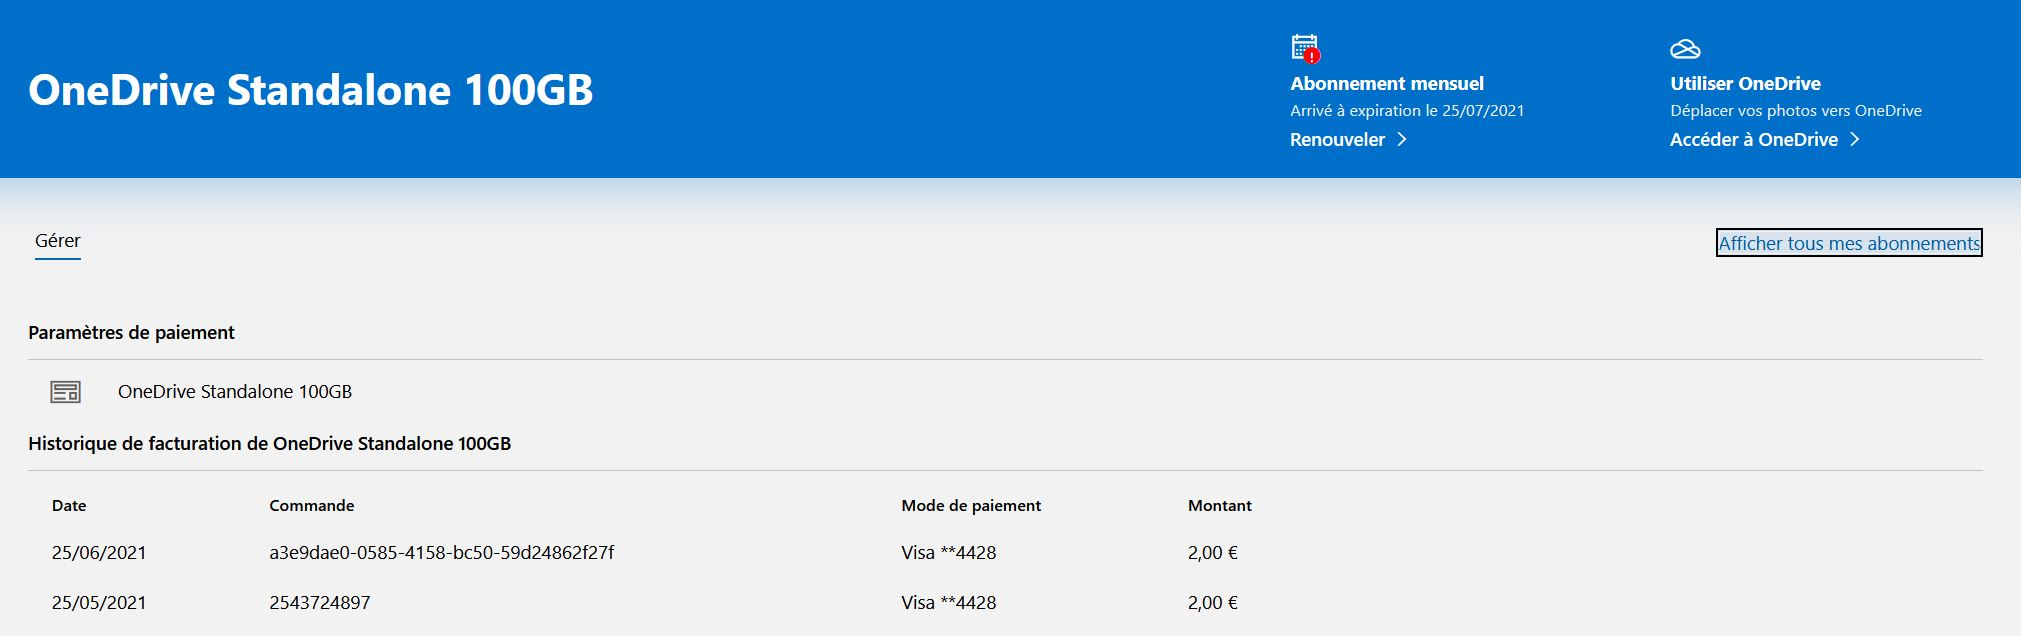 OneDrive Standalone 100GB
Abonnement mensuel
Arrivé à expiration le 25/07/2021
Renouveler
Utiliser OneDrive
Déplacer vos photos vers OneDrive
Accéder à OneDrive
Gérer
Afficher tous mes abonnements
Paramètres de paiement
OneDrive Standalone 100GB
Historique de facturation de OneDrive Standalone 100GB
Date Commande Mode de paiement Montant
25/06/2021 a3e9dae0-0585-4158-bc50-59d24862f27f Visa **4428 2,00 €
25/05/2021 2543724897 Visa **4428 2,00 €